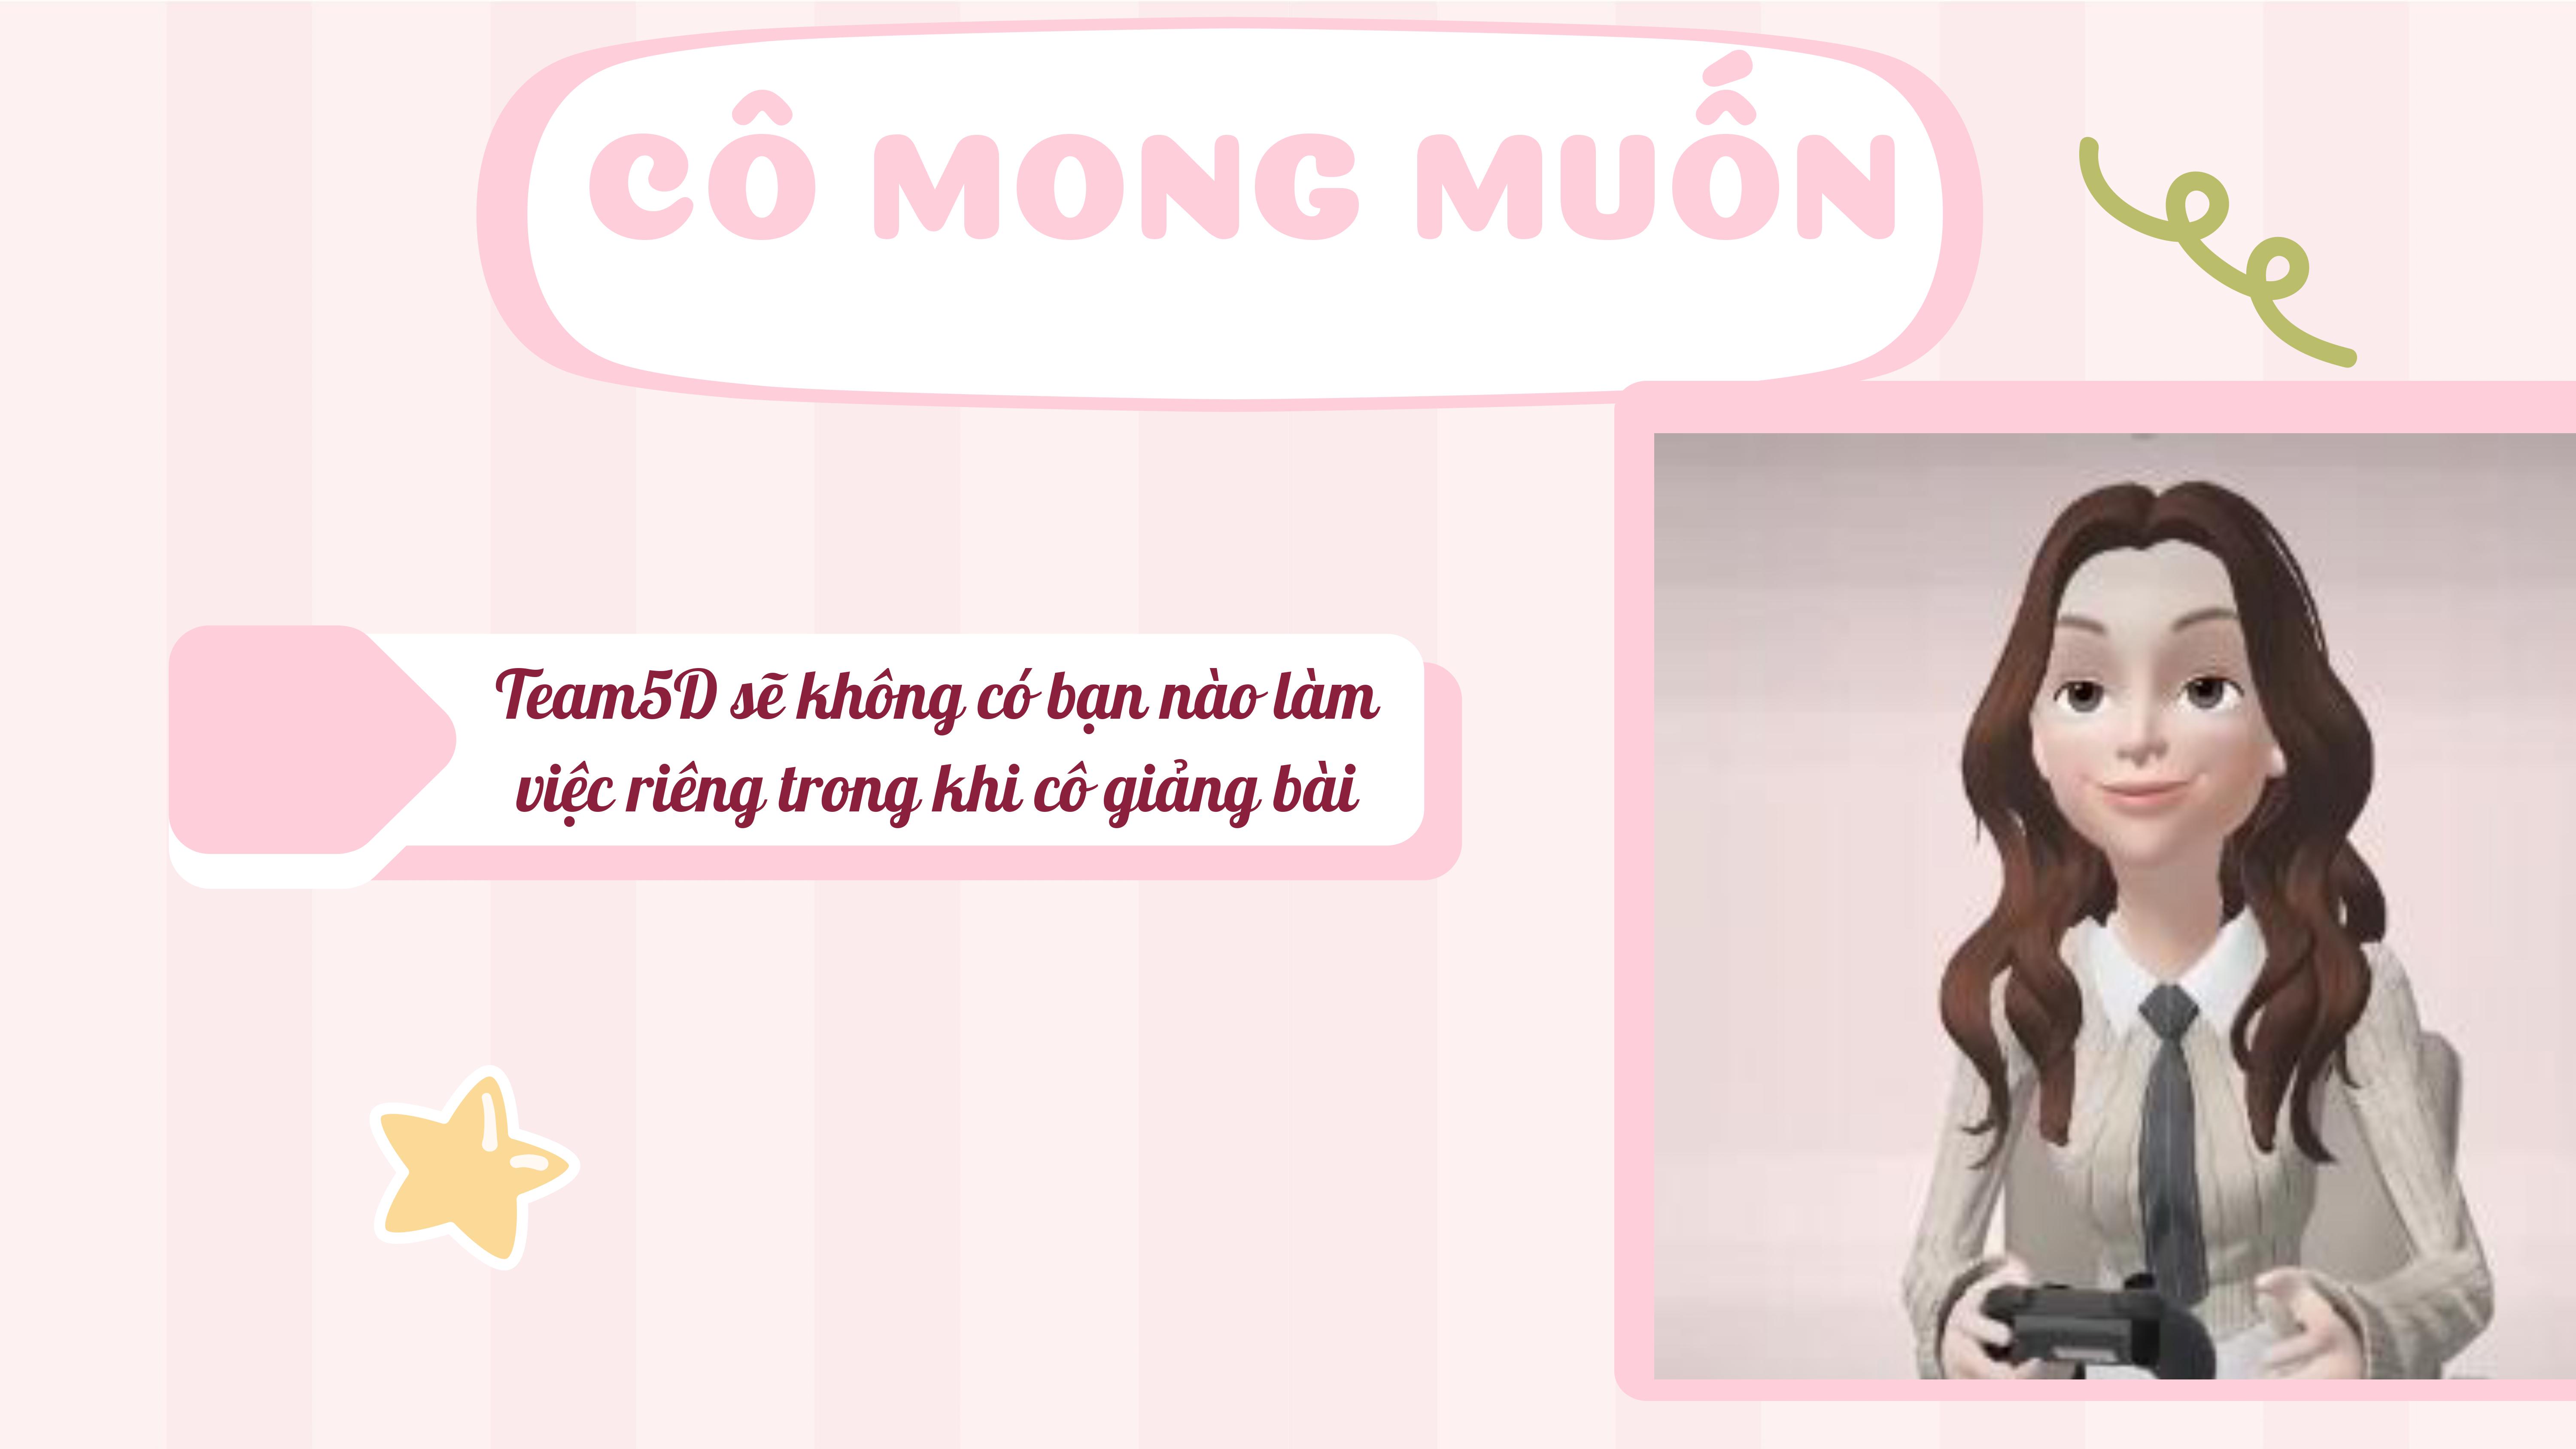 CÔ MONG MUỐN
Team5D sẽ không có bạn nào làm
việc riêng trong khi cô giảng bài